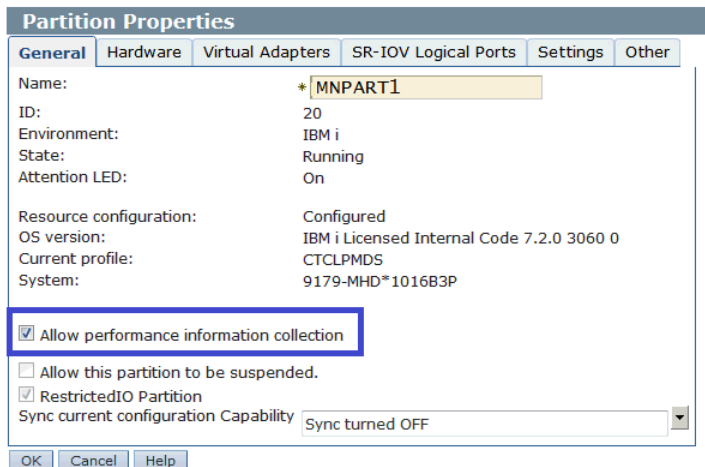 Partition Properties
General Hardware Virtual Adapters SR-IOV Logical Ports Settings Other
Name: * MNPART1
ID: 20
Environment: IBM i
State: Running
Attention LED: On
Resource configuration: Configured
OS version: IBM i Licensed Internal Code 7.2.0 3060 0
Current profile: CTCLPMDS
System: 9179-MHD*1016B3P
Allow performance information collection
Allow this partition to be suspended.
RestrictedIO Partition
Sync current configuration Capability Sync turned OFF
OK Cancel Help